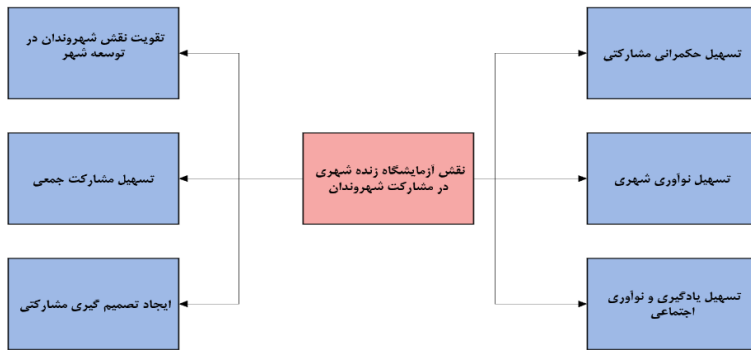 تسهیل حکمرانی مشارکتی
تسهیل نوآوری شهری
تسهیل یادگیری و نوآوری
اجتماعی
نقش آزمایشگاه زنده شهری
در مشارکت شهروندان
تقویت نقش شهروندان در
توسعه شهر
تسهیل مشارکت جمعی
ایجاد تصمیم گیری مشارکتی